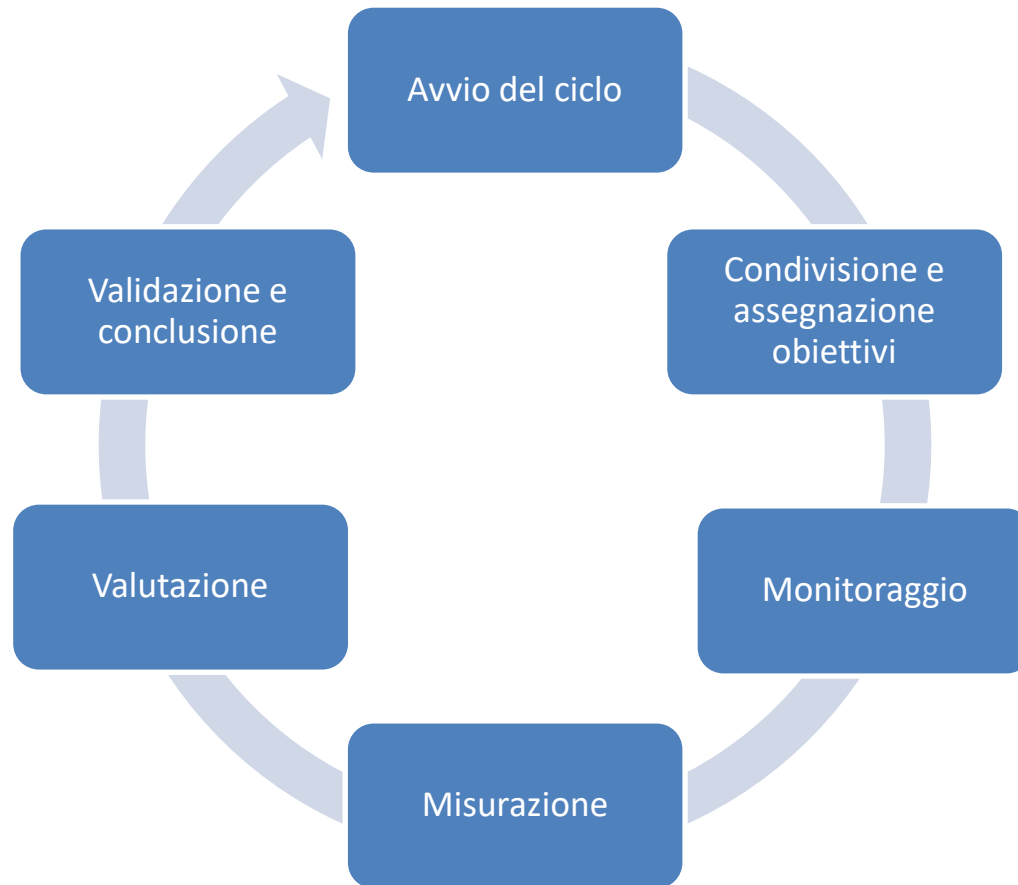 Avvio del ciclo
Condivisione e
assegnazione
obiettivi
Monitoraggio
Misurazione
Valutazione
Validazione e
conclusione